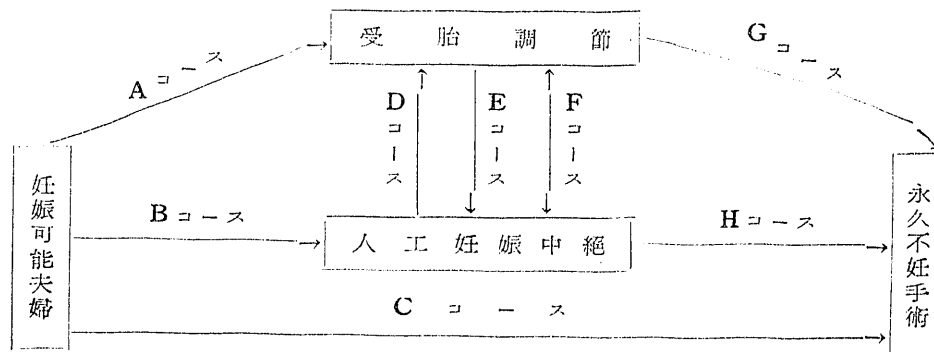 受胎調節
Aコース
Gコース
Dコース
Eコース
Fコース
妊娠可能夫婦
Bコース
人工妊娠中絶
Hコース
永久不妊手術
Cコース